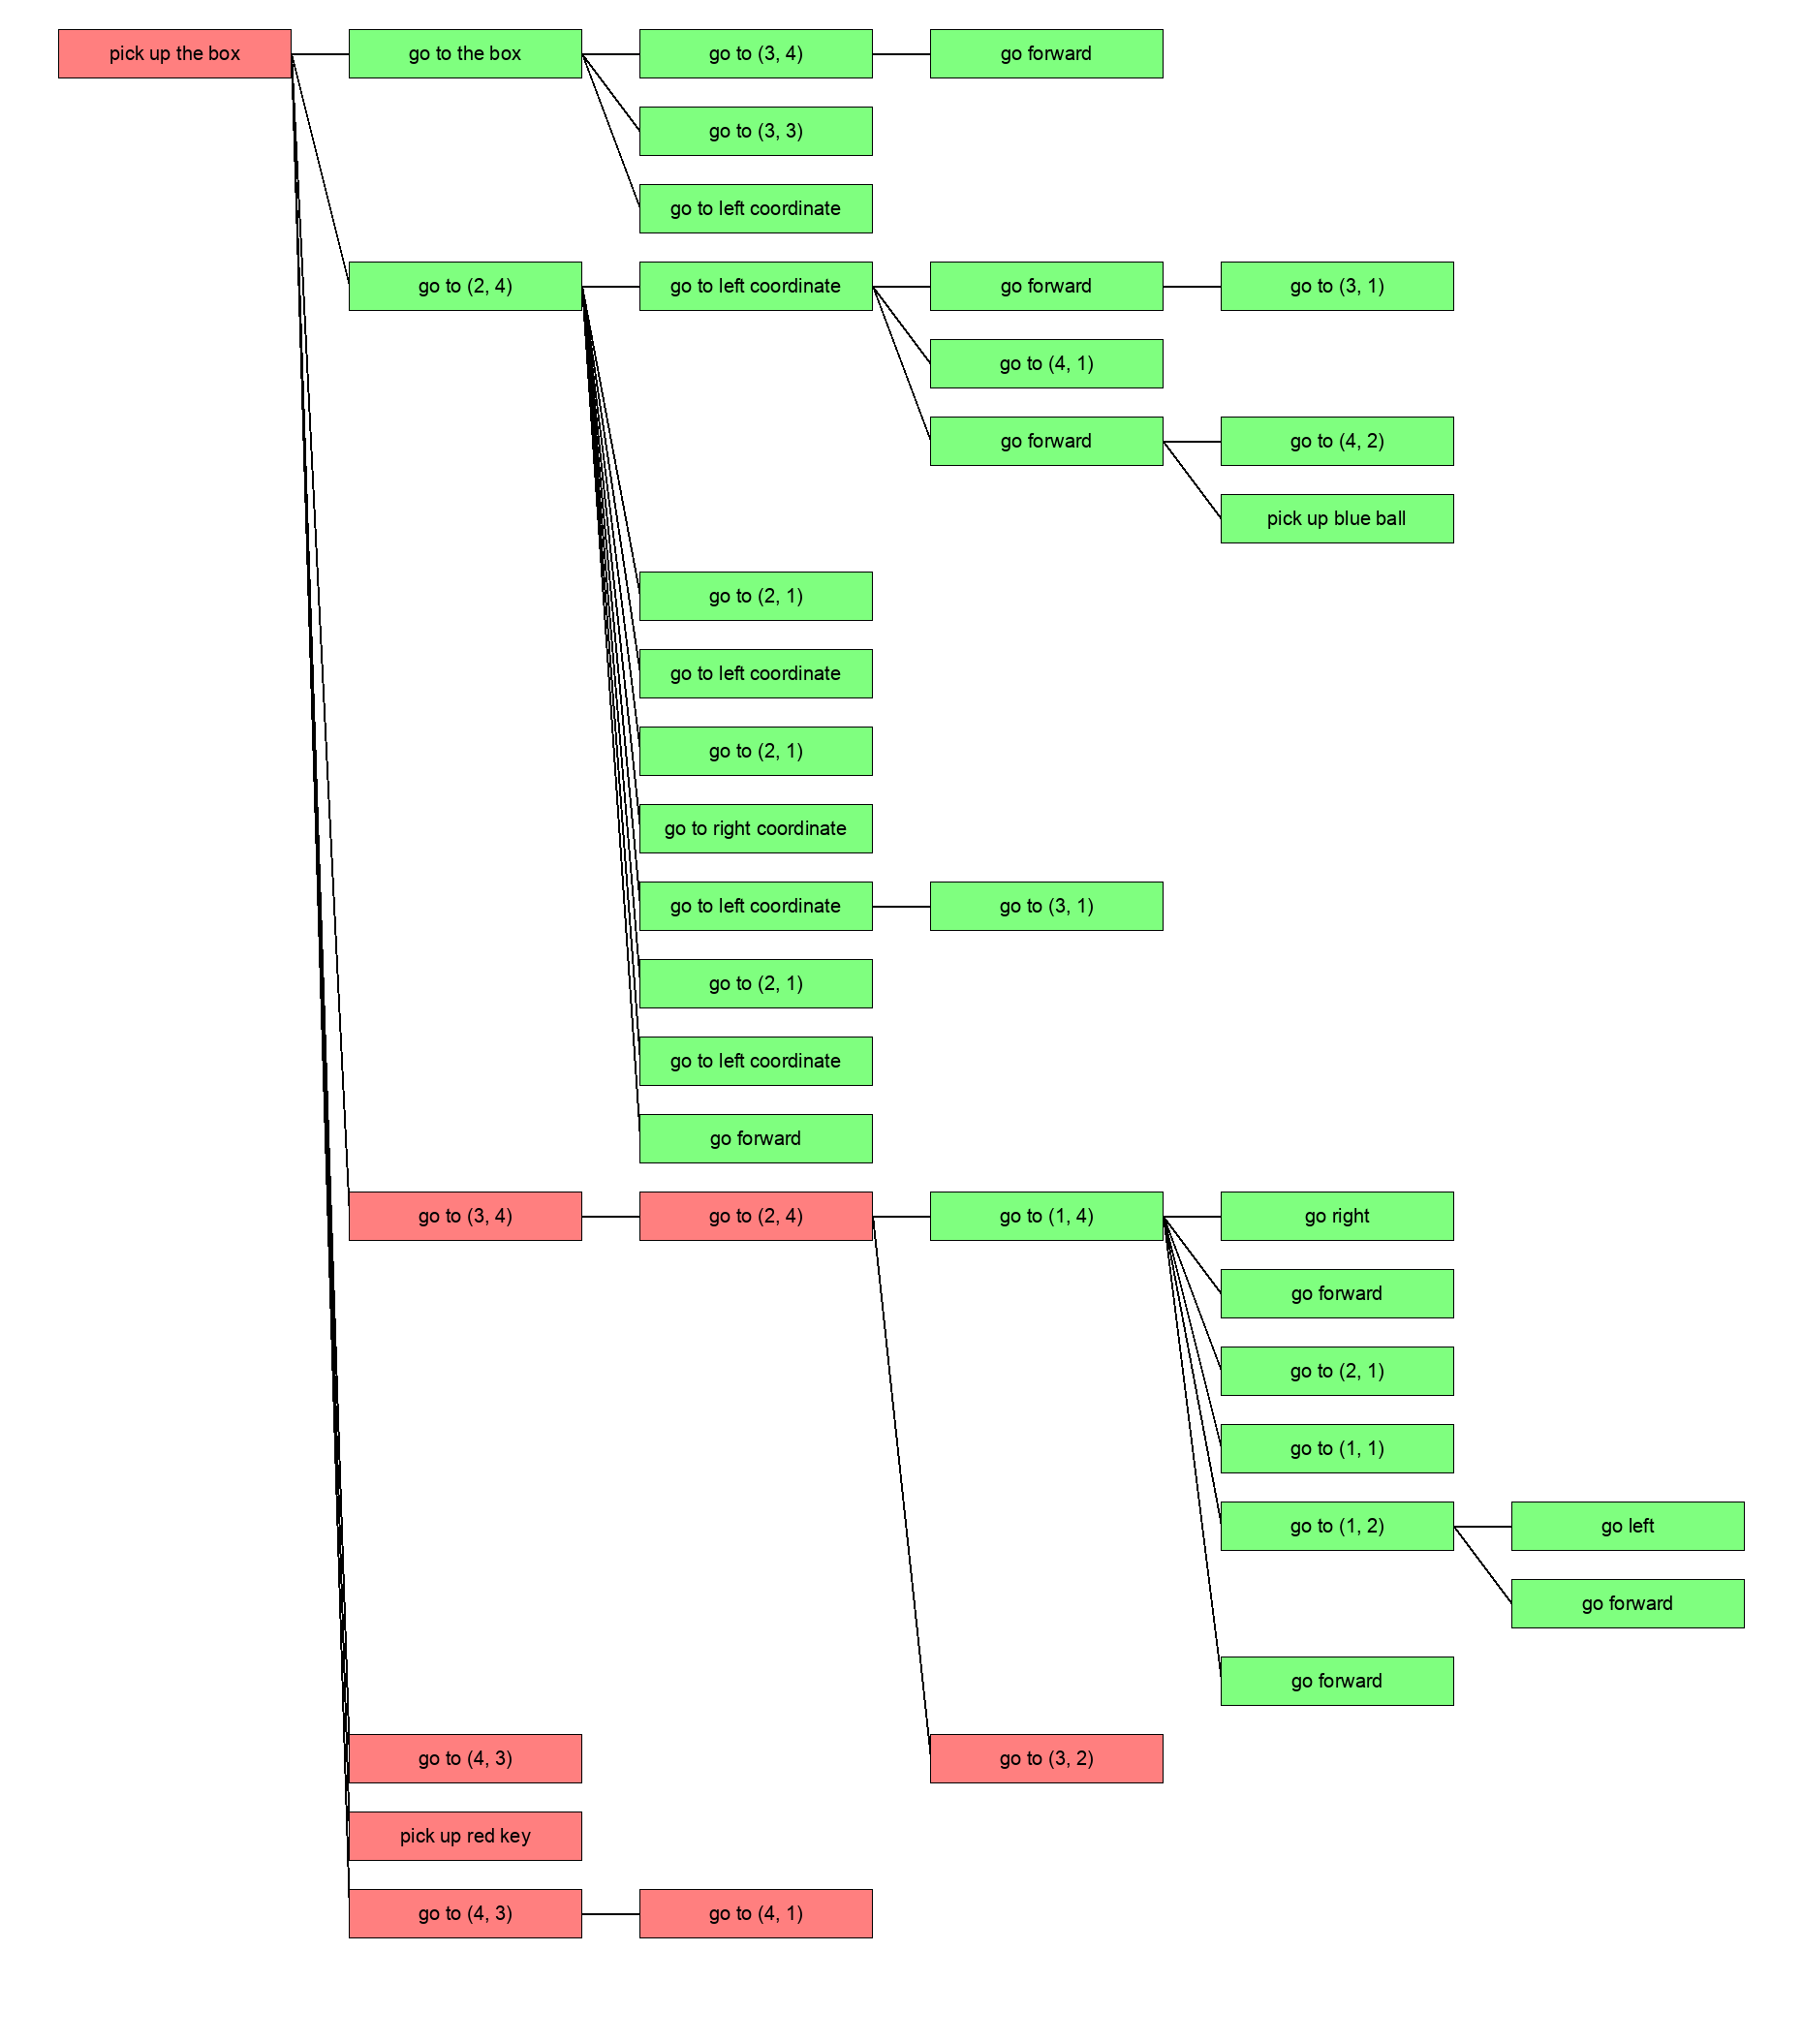 pick up the box
go to the box
go to (3, 4)
go forward
go to (3, 3)
go to left coordinate
go to (2, 4)
go to left coordinate
go forward
go to (3, 1)
go to (4, 1)
go forward
go to (4, 2)
pick up blue ball
go to (2, 1)
go to left coordinate
go to (2, 1)
go to right coordinate
go to left coordinate
go to (3, 1)
go to (2, 1)
go to left coordinate
go forward
go to (3, 4)
go to (2, 4)
go to (1, 4)
go right
go forward
go to (2, 1)
go to (1, 1)
go to (1, 2)
go left
go forward
go forward
go to (4, 3)
go to (3, 2)
pick up red key
go to (4, 3)
go to (4, 1)